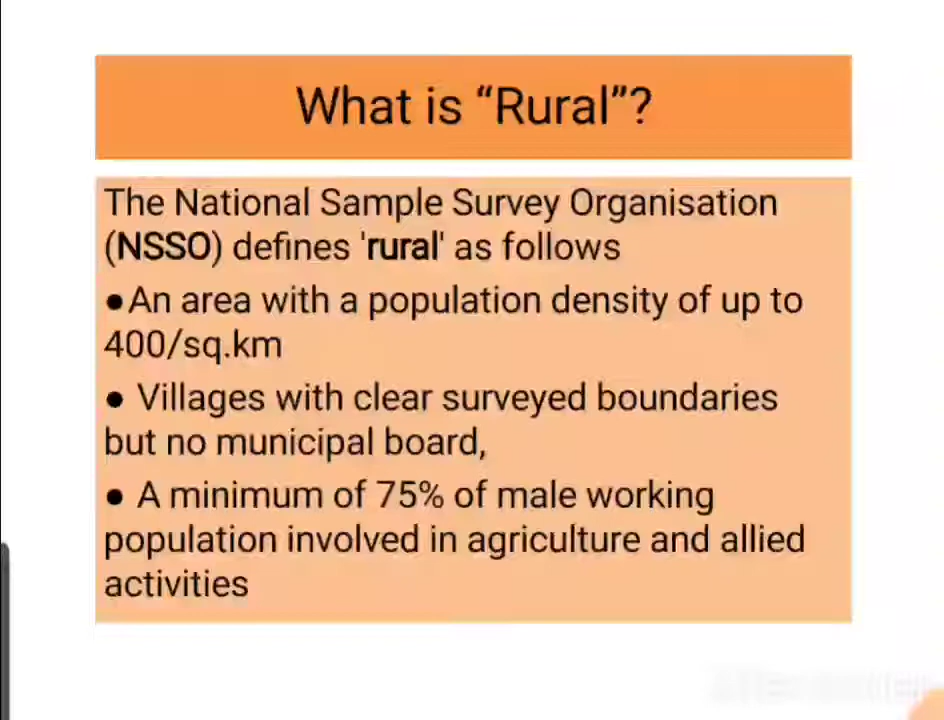 What is “Rural”?
The National Sample Survey Organisation
(NSSO) defines 'rural' as follows
●An area with a population density of up to
400/sq.km
● Villages with clear surveyed boundaries
but no municipal board,
● A minimum of 75% of male working
population involved in agriculture and allied
activities